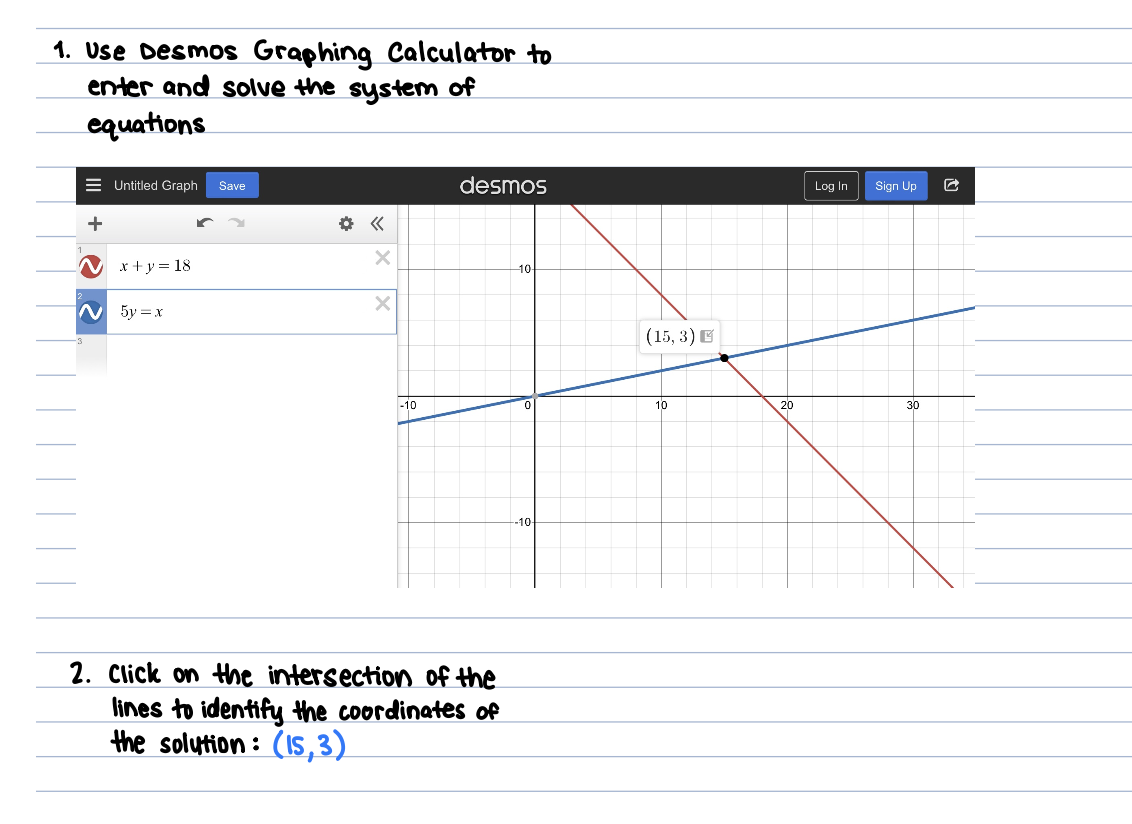 1. Use Desmos Graphing Calculator to
enter and solve the system of
equations
Untitled Graph Save desmos Log In Sign Up
1
x + y = 18
2
5y = x
3
10
(15, 3)
-10 0 10 20 30
-10
2. Click on the intersection of the
lines to identify the coordinates of
the solution: (15,3)